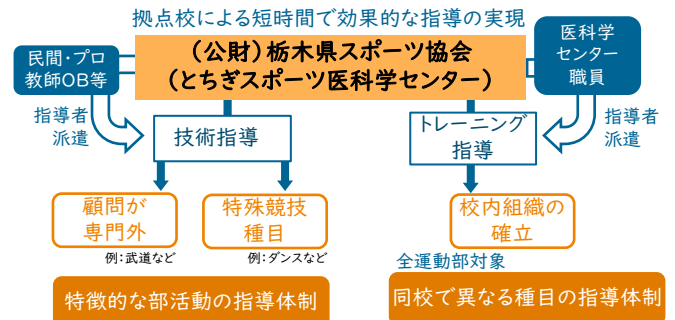 拠点校による短時間で効果的な指導の実現
民間・プロ
教師OB等
(公財)栃木県スポーツ協会
(とちぎスポーツ医科学センター)
医科学
センター
職員
指導者
派遣
技術指導
トレーニング
指導
指導者
派遣
顧問が
専門外
例:武道など
特殊競技
種目
例:ダンスなど
校内組織の
確立
全運動部対象
特徴的な部活動の指導体制
同校で異なる種目の指導体制